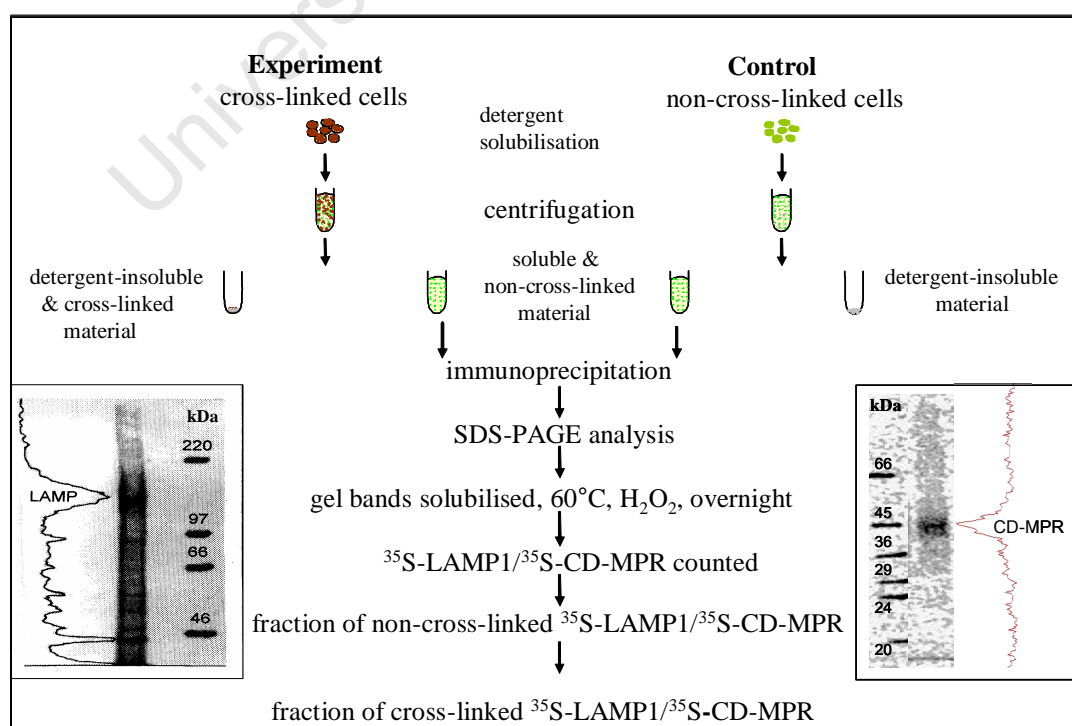 Univers
Experiment
cross-linked cells
Control
non-cross-linked cells
detergent
solubilisation
centrifugation
detergent-insoluble
& cross-linked
material
soluble &
non-cross-linked
material
detergent-insoluble
material
immunoprecipitation
SDS-PAGE analysis
gel bands solubilised, 60°C, H₂O₂, overnight
³⁵S-LAMP1/³⁵S-CD-MPR counted
fraction of non-cross-linked ³⁵S-LAMP1/³⁵S-CD-MPR
fraction of cross-linked ³⁵S-LAMP1/³⁵S-CD-MPR
kDa
220
LAMP
97
66
46
kDa
66
45
CD-MPR
36
29
24
20